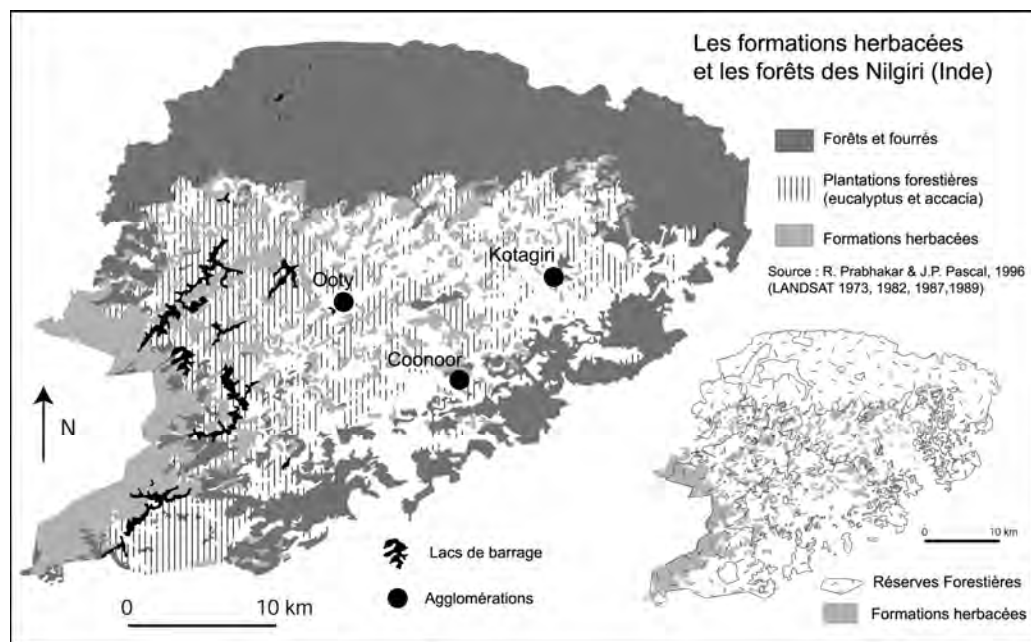 Les formations herbacées
et les forêts des Nilgiri (Inde)
Forêts et fourrés
Plantations forestières
(eucalyptus et accacia)
Formations herbacées
Source : R. Prabhakar & J.P. Pascal, 1996
(LANDSAT 1973, 1982, 1987,1989)
Kotagiri
Ooty
Coonoor
N
Lacs de barrage
Agglomérations
0 10 km
0 10 km
Réserves Forestières
Formations herbacées